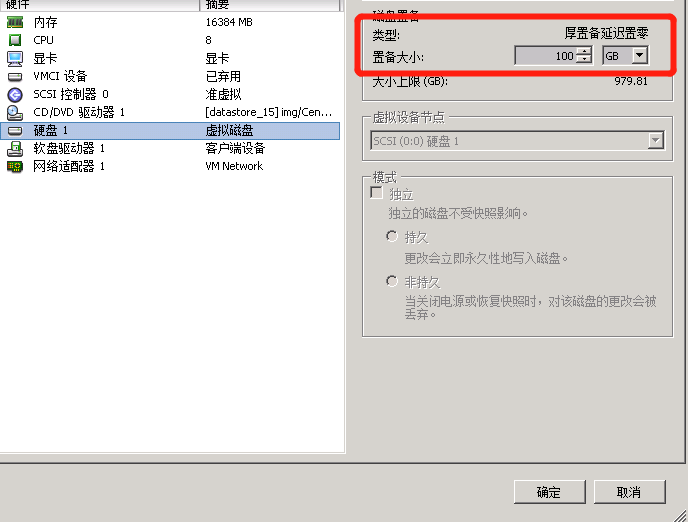 硬件 摘要
内存 16384 MB
CPU 8
显卡 显卡
VMCI 设备 已弃用
SCSI 控制器 0 准虚拟
CD/DVD 驱动器 1 [datastore_15] img/Cen...
硬盘 1 虚拟磁盘
软盘驱动器 1 客户端设备
网络适配器 1 VM Network
磁盘置备
类型: 厚置备延迟置零
置备大小: 100 GB
大小上限 (GB): 979.81
虚拟设备节点
SCSI (0:0) 硬盘 1
模式
独立
独立的磁盘不受快照影响。
持久
更改会立即永久性地写入磁盘。
非持久
当关闭电源或恢复快照时，对该磁盘的更改会被
丢弃。
确定 取消